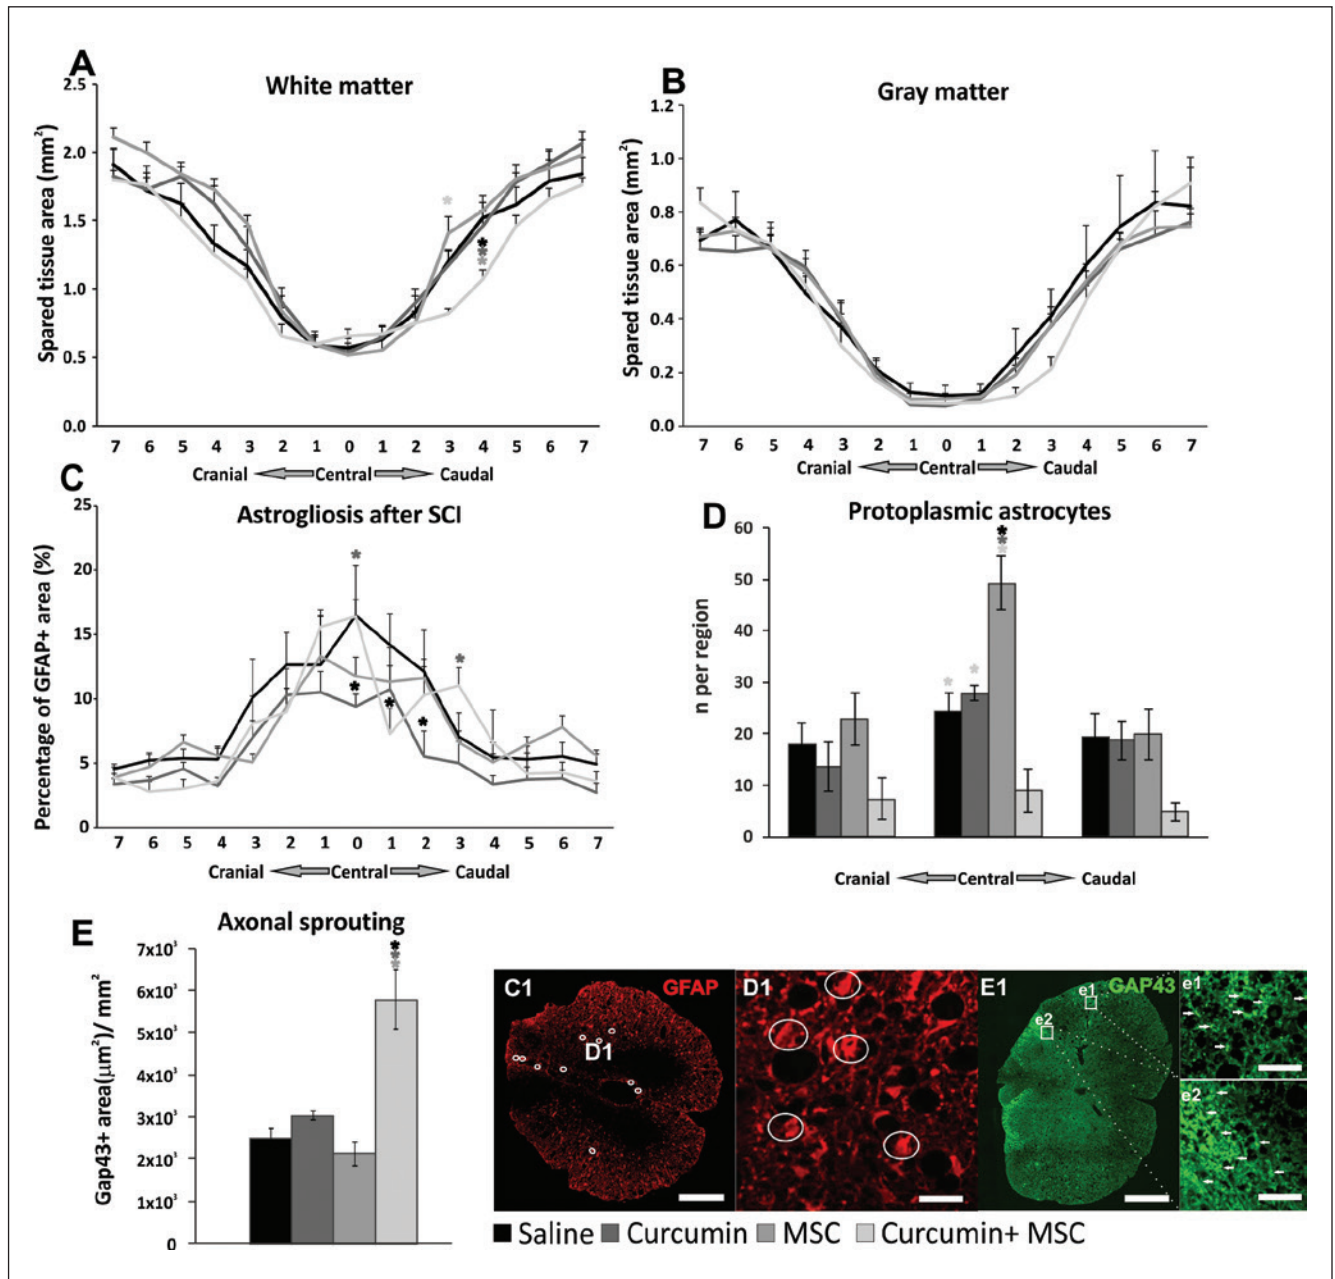 A
White matter
Spared tissue area (mm²)
2.5
2.0
1.5
1.0
0.5
0.0
*
*
*
*
7 6 5 4 3 2 1 0 1 2 3 4 5 6 7
Cranial Central Caudal
B
Gray matter
Spared tissue area (mm²)
1.2
1.0
0.8
0.6
0.4
0.2
0.0
7 6 5 4 3 2 1 0 1 2 3 4 5 6 7
Cranial Central Caudal
C
Astrogliosis after SCI
Percentage of GFAP+ area (%)
25
20
15
10
5
0
*
*
*
*
*
7 6 5 4 3 2 1 0 1 2 3 4 5 6 7
Cranial Central Caudal
D
Protoplasmic astrocytes
n per region
60
50
40
30
20
10
0
*
*
*
* *
Cranial Central Caudal
E
Axonal sprouting
Gap43+ area(µm²)/ mm²
7x10³
6x10³
5x10³
4x10³
3x10³
2x10³
1x10³
0
*
*
*
C1 GFAP
D1
D1
E1 GAP43
e1
e2
e1
e2
Saline Curcumin MSC Curcumin+ MSC